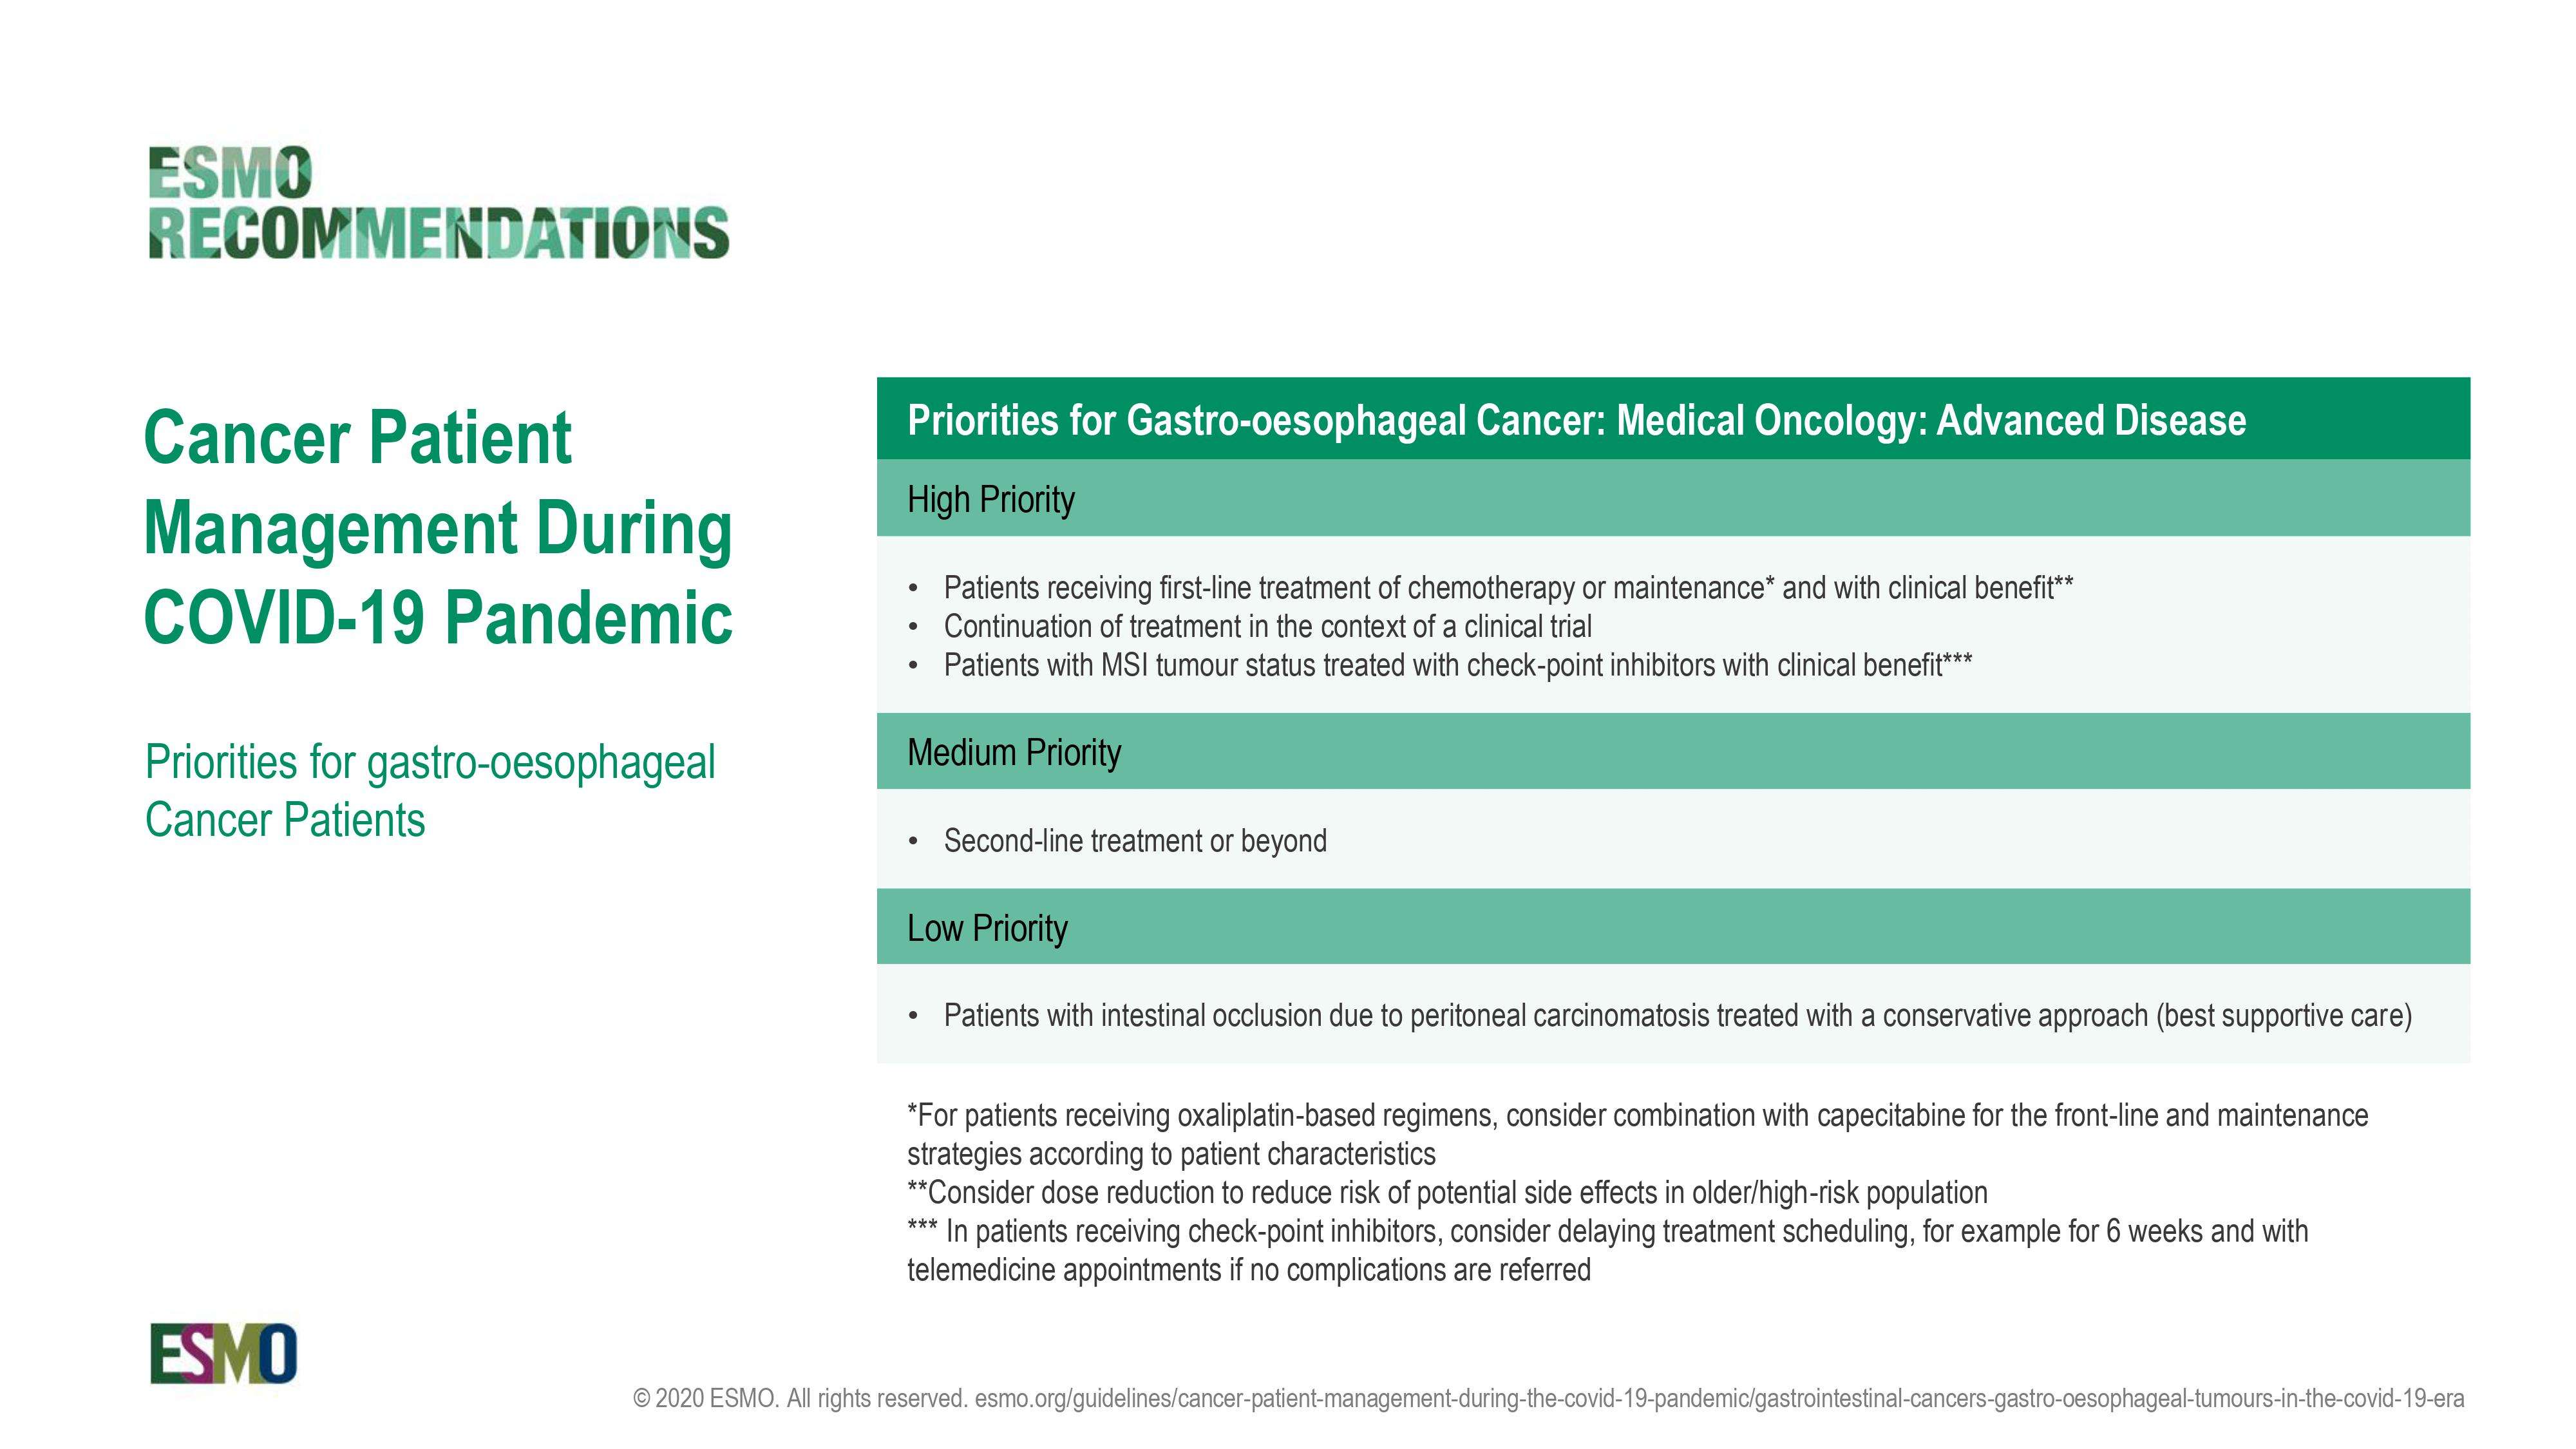 ESMO
RECOMMENDATIONS
Cancer Patient
Management During
COVID-19 Pandemic
Priorities for gastro-oesophageal
Cancer Patients
Priorities for Gastro-oesophageal Cancer: Medical Oncology: Advanced Disease
High Priority
• Patients receiving first-line treatment of chemotherapy or maintenance* and with clinical benefit**
• Continuation of treatment in the context of a clinical trial
• Patients with MSI tumour status treated with check-point inhibitors with clinical benefit***
Medium Priority
• Second-line treatment or beyond
Low Priority
• Patients with intestinal occlusion due to peritoneal carcinomatosis treated with a conservative approach (best supportive care)
*For patients receiving oxaliplatin-based regimens, consider combination with capecitabine for the front-line and maintenance
strategies according to patient characteristics
**Consider dose reduction to reduce risk of potential side effects in older/high-risk population
*** In patients receiving check-point inhibitors, consider delaying treatment scheduling, for example for 6 weeks and with
telemedicine appointments if no complications are referred
ESMO
© 2020 ESMO. All rights reserved. esmo.org/guidelines/cancer-patient-management-during-the-covid-19-pandemic/gastrointestinal-cancers-gastro-oesophageal-tumours-in-the-covid-19-era